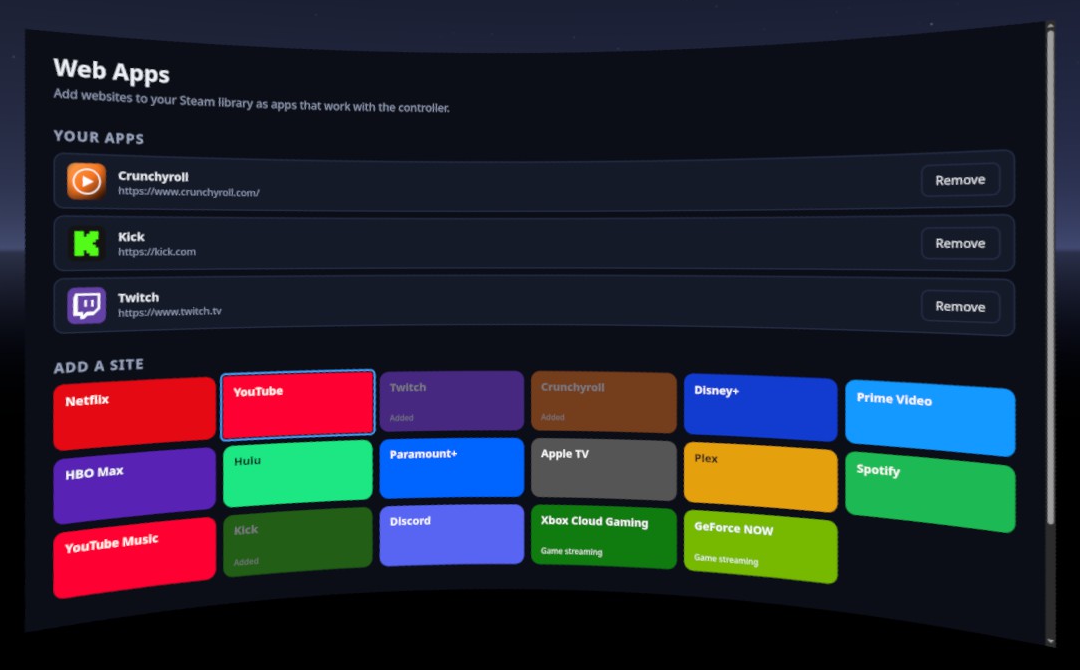 Web Apps
Add websites to your Steam library as apps that work with the controller.
YOUR APPS
Crunchyroll
https://www.crunchyroll.com/
Remove
Kick
https://kick.com
Remove
Twitch
https://www.twitch.tv
Remove
ADD A SITE
Netflix
YouTube
Twitch
Added
Crunchyroll
Added
Disney+
Prime Video
HBO Max
Hulu
Paramount+
Apple TV
Plex
Spotify
YouTube Music
Kick
Added
Discord
Xbox Cloud Gaming
Game streaming
GeForce NOW
Game streaming